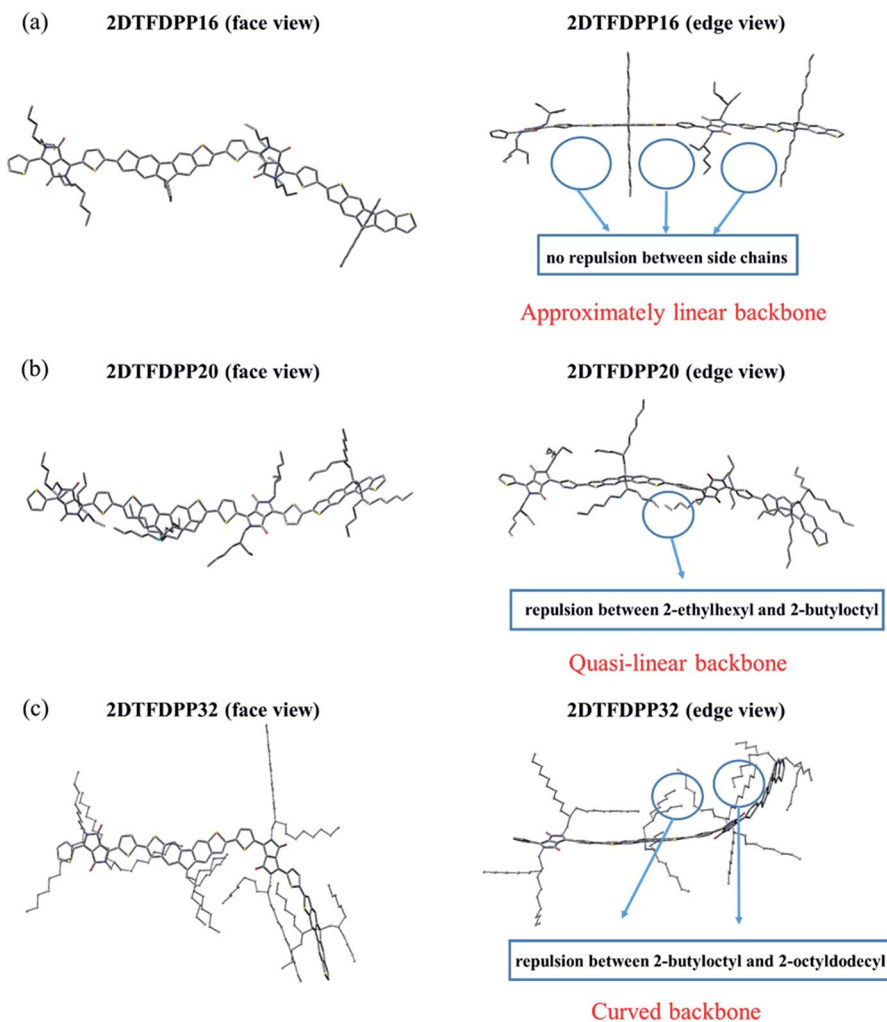 (a)
2DTFDPP16 (face view)
2DTFDPP16 (edge view)
no repulsion between side chains
Approximately linear backbone
(b)
2DTFDPP20 (face view)
2DTFDPP20 (edge view)
repulsion between 2-ethylhexyl and 2-butyloctyl
Quasi-linear backbone
(c)
2DTFDPP32 (face view)
2DTFDPP32 (edge view)
repulsion between 2-butyloctyl and 2-octyldodecyl
Curved backbone